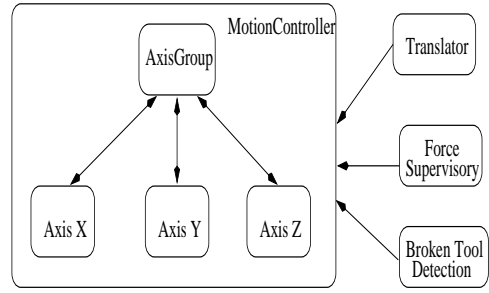 MotionController
AxisGroup
Translator
Force
Supervisory
Axis X
Axis Y
Axis Z
Broken Tool
Detection